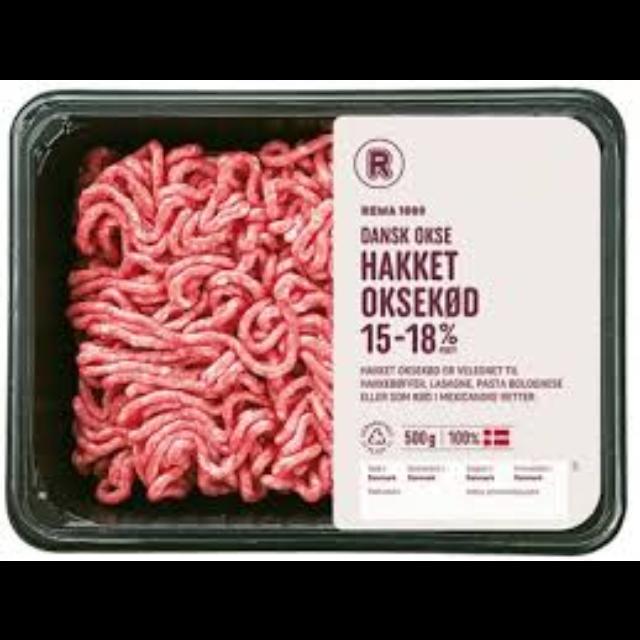 R
REMA 1000
DANSK OKSE
HAKKET
OKSEKØD
15-18%
FEDT
HAKKET OKSEKØD ER VELEGNET TIL
HAKKEBØFFER, LASAGNE, PASTA BOLOGNESE
ELLER SOM KØD I MEXICANSKE RETTER
500g 100%
Danmark Danmark Danmark Danmark